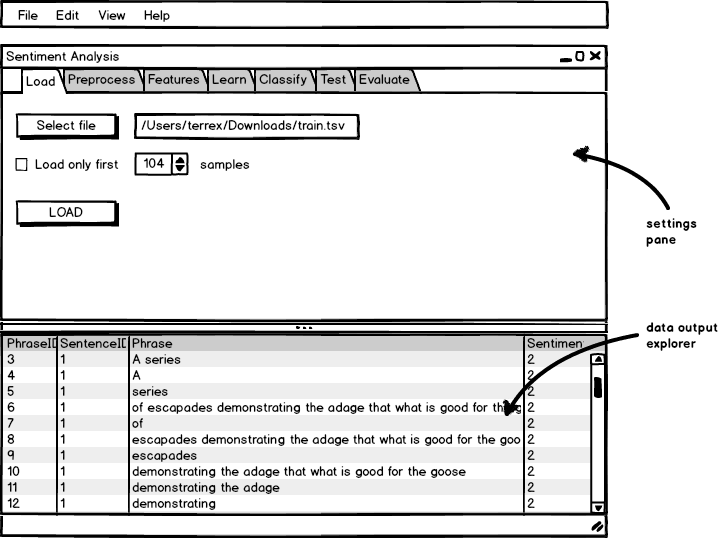 File Edit View Help
Sentiment Analysis
Load Preprocess Features Learn Classify Test Evaluate
Select file /Users/terrex/Downloads/train.tsv
Load only first 104 samples
LOAD
settings
pane
data output
explorer
PhraseID SentenceID Phrase Sentimen
3 1 A series 2
4 1 A 2
5 1 series 2
6 1 of escapades demonstrating the adage that what is good for the g 2
7 1 of 2
8 1 escapades demonstrating the adage that what is good for the goo 2
9 1 escapades 2
10 1 demonstrating the adage that what is good for the goose 2
11 1 demonstrating the adage 2
12 1 demonstrating 2